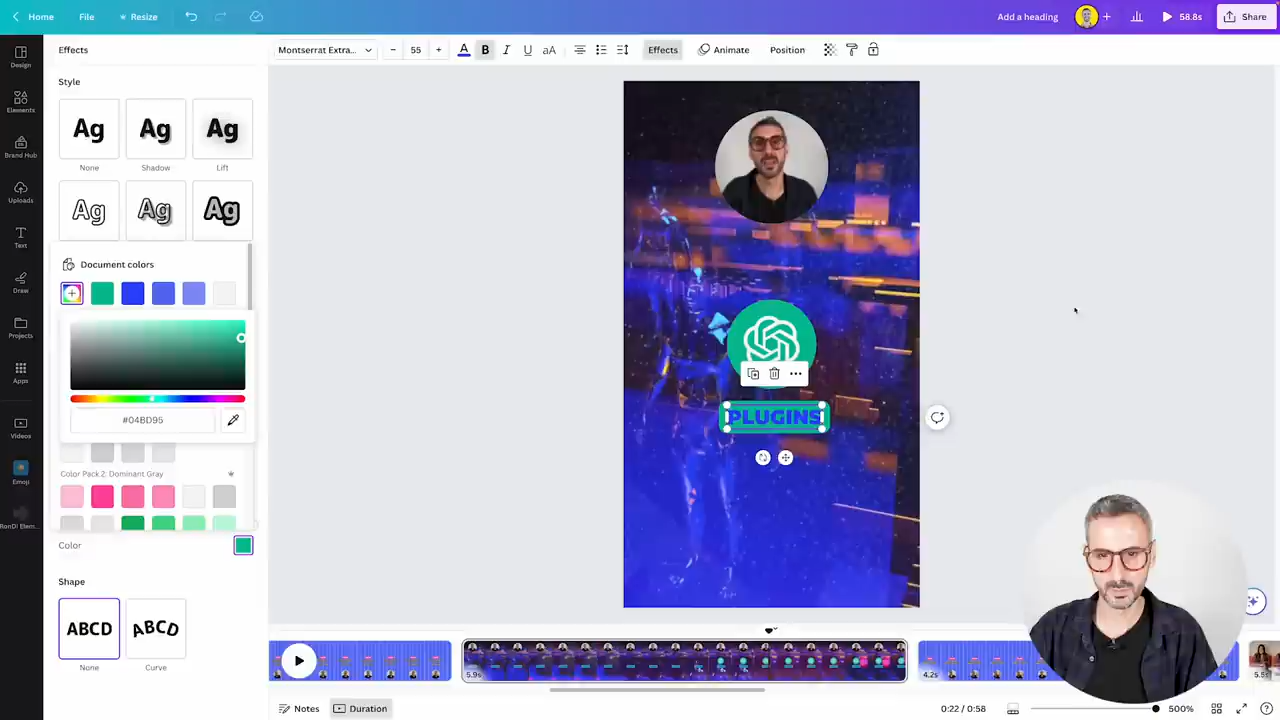 Home
File
Resize
Add a heading
58.8s
Share
Design
Elements
Brand Hub
Uploads
Text
Draw
Projects
Apps
Videos
Emoji
Effects
Montserrat Extra...
55
A
B
I
U
aA
Effects
Animate
Position
Style
Ag
Ag
Ag
None
Shadow
Lift
Ag
Ag
Ag
Document colors
#04BD95
Color Pack 2: Dominant Gray
Color
Shape
ABCD
ABCD
None
Curve
PLUGINS
5.9s
4.2s
5.5s
Notes
Duration
0:22 / 0:58
500%